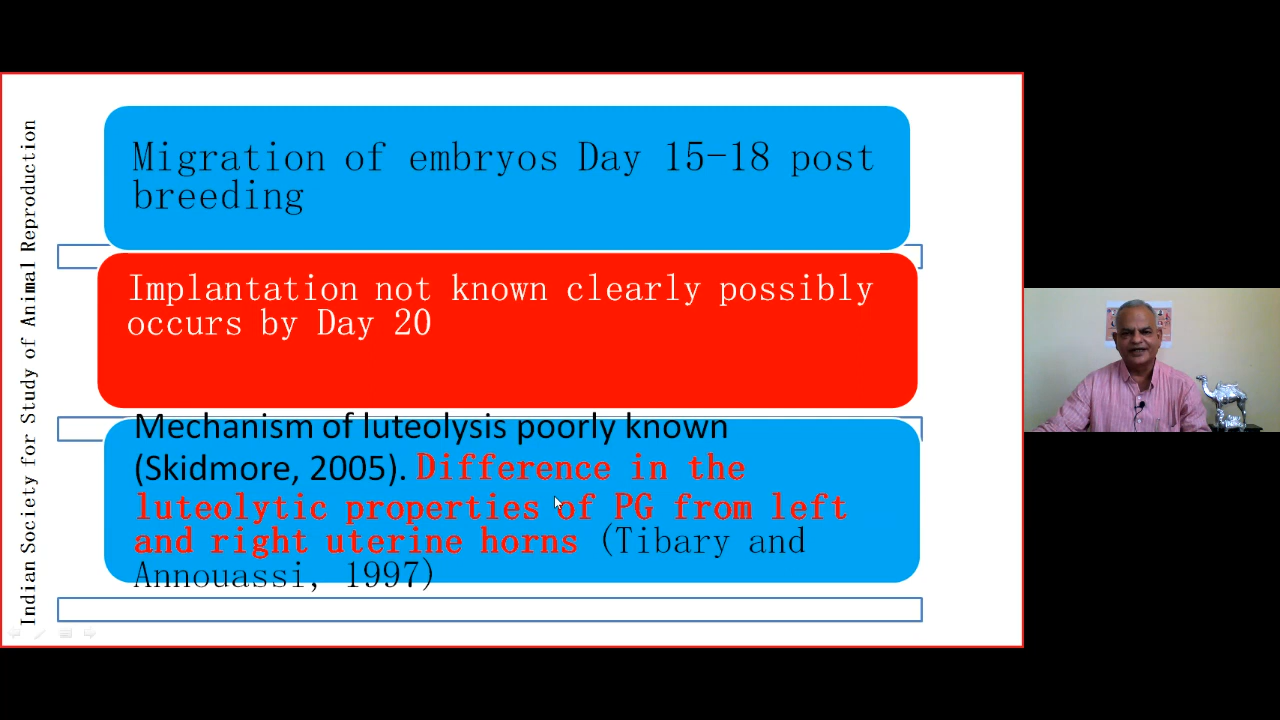 Indian Society for Study of Animal Reproduction
Migration of embryos Day 15-18 post
breeding
Implantation not known clearly possibly
occurs by Day 20
Mechanism of luteolysis poorly known
(Skidmore, 2005). Difference in the
luteolytic properties of PG from left
and right uterine horns (Tibary and
Annouassi, 1997)